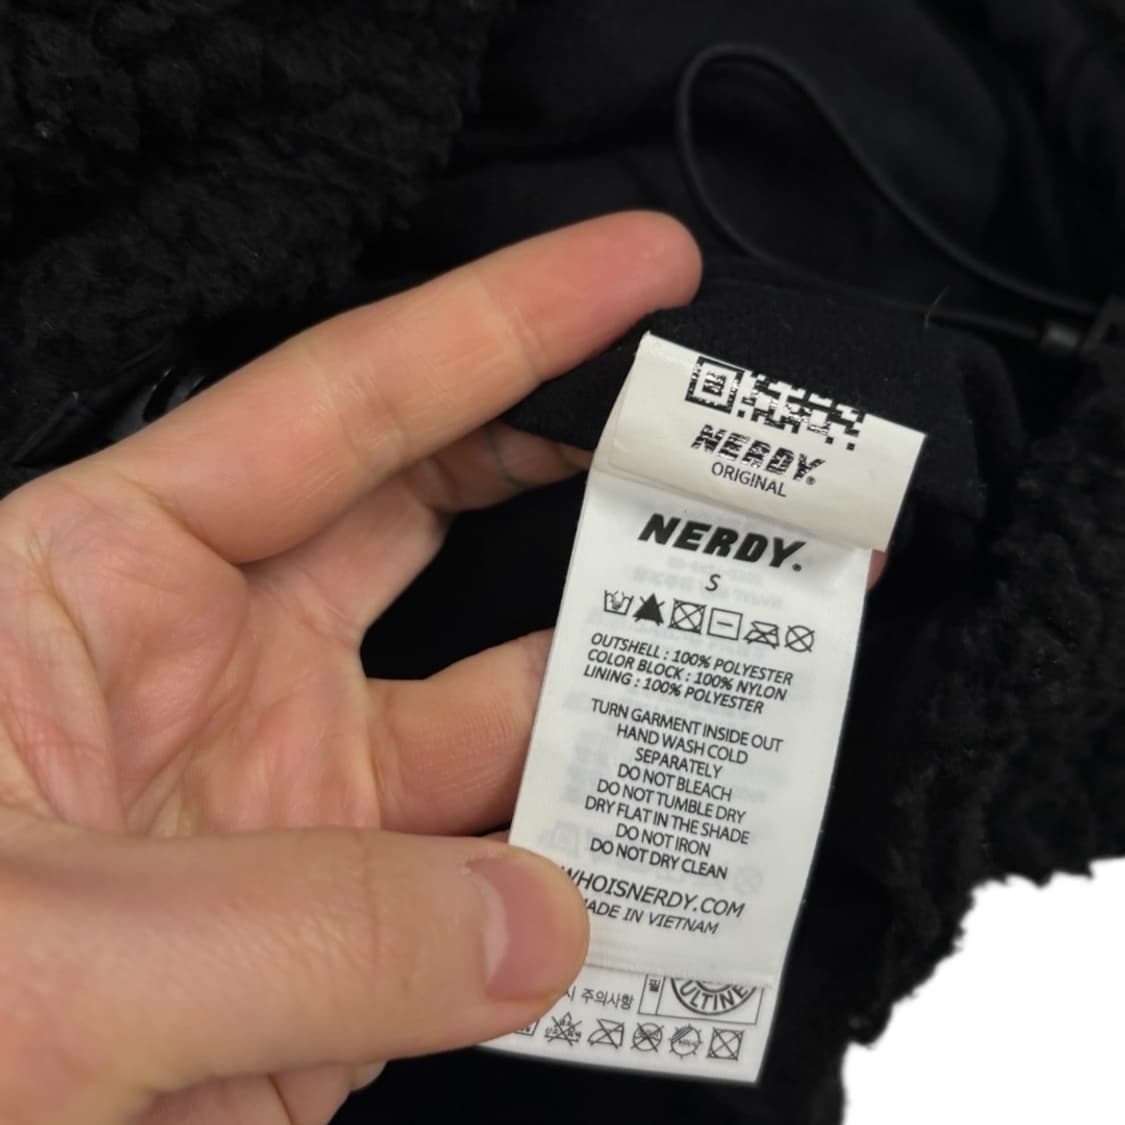 NERDY®
ORIGINAL
NERDY.
S
OUTSHELL : 100% POLYESTER
COLOR BLOCK : 100% NYLON
LINING : 100% POLYESTER
TURN GARMENT INSIDE OUT
HAND WASH COLD
SEPARATELY
DO NOT BLEACH
DO NOT TUMBLE DRY
DRY FLAT IN THE SHADE
DO NOT IRON
DO NOT DRY CLEAN
WHOISNERDY.COM
MADE IN VIETNAM
주의사항